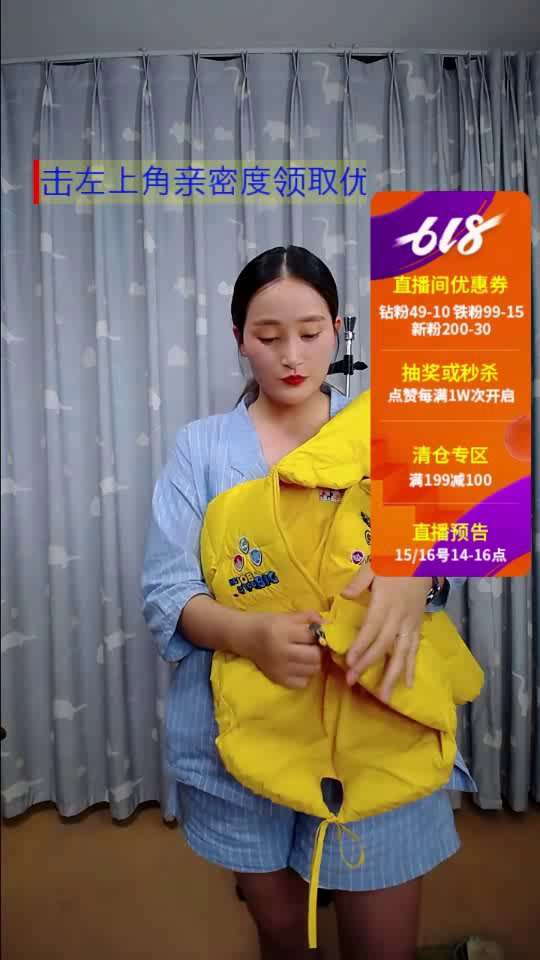 击左上角亲密度领取优
618
直播间优惠券
钻粉49-10 铁粉99-15
新粉200-30
抽奖或秒杀
点赞每满1W次开启
清仓专区
满199减100
直播预告
15/16号14-16点